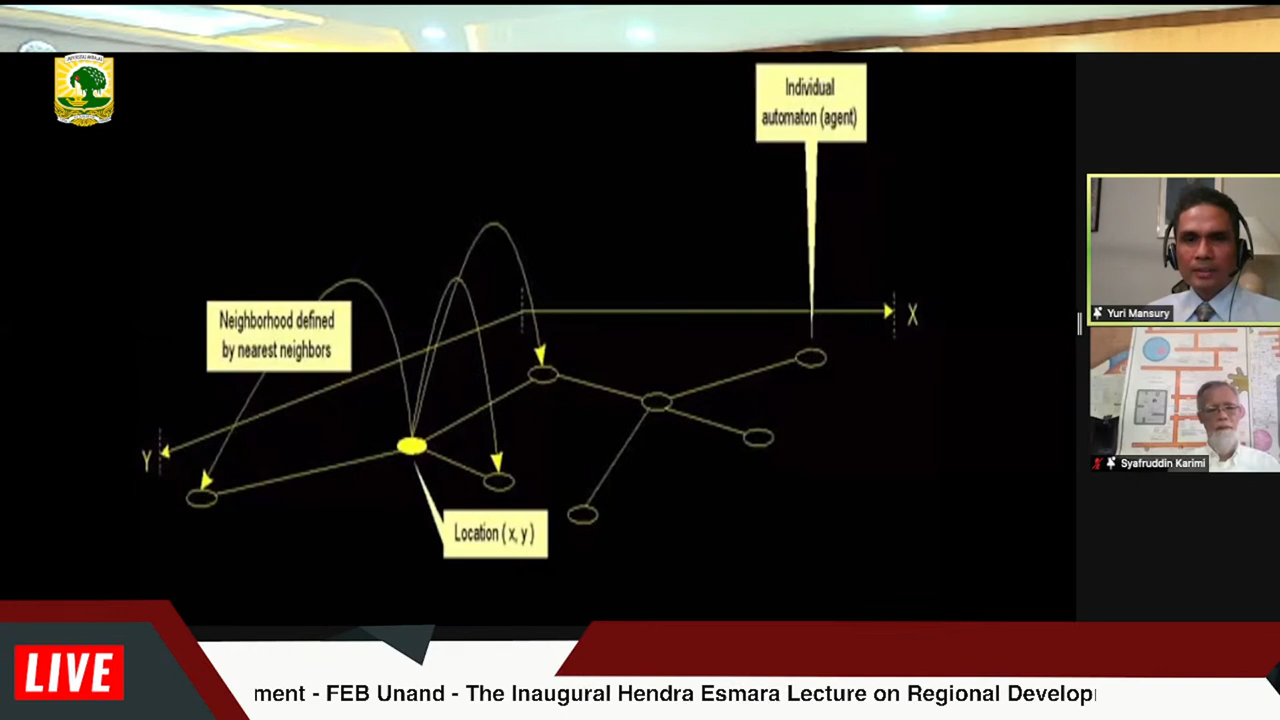 Individual
automaton (agent)
Neighborhood defined
by nearest neighbors
X
Y
Location ( x, y )
Yuri Mansury
Syafruddin Karimi
LIVE
ment - FEB Unand - The Inaugural Hendra Esmara Lecture on Regional Develop